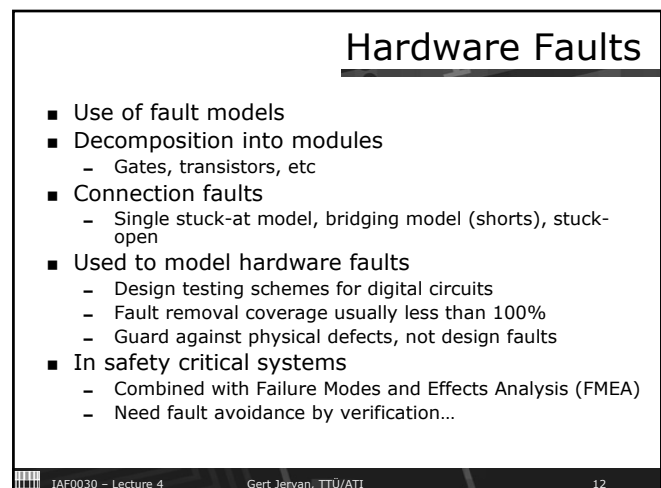 Hardware Faults
■ Use of fault models
■ Decomposition into modules
– Gates, transistors, etc
■ Connection faults
– Single stuck-at model, bridging model (shorts), stuck-
open
■ Used to model hardware faults
– Design testing schemes for digital circuits
– Fault removal coverage usually less than 100%
– Guard against physical defects, not design faults
■ In safety critical systems
– Combined with Failure Modes and Effects Analysis (FMEA)
– Need fault avoidance by verification…
IAF0030 – Lecture 4 Gert Jervan, TTÜ/ATI 12